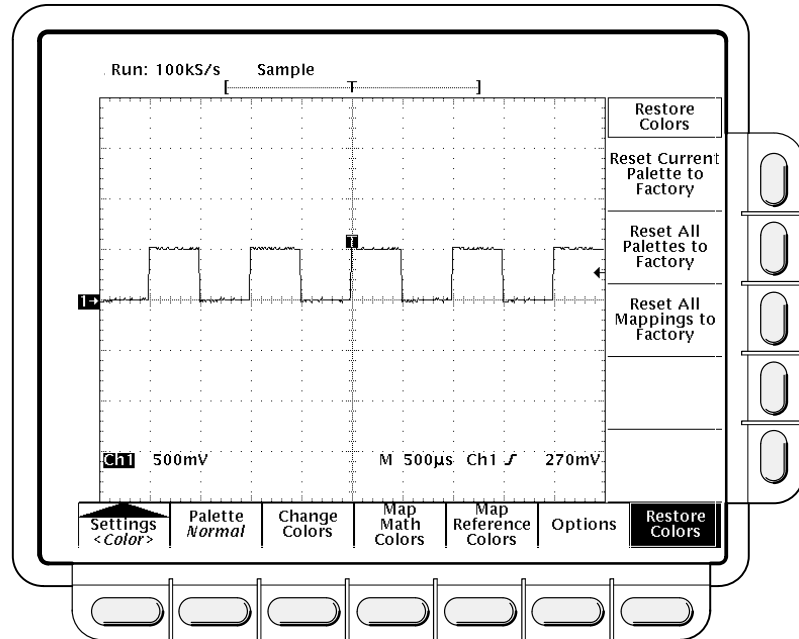 Run: 100kS/s Sample
[ T ]
Restore
Colors
Reset Current
Palette to
Factory
Reset All
Palettes to
Factory
Reset All
Mappings to
Factory
T
1→
Ch1 500mV M 500µs Ch1 270mV
Settings
<Color>
Palette
Normal
Change
Colors
Map
Math
Colors
Map
Reference
Colors
Options
Restore
Colors